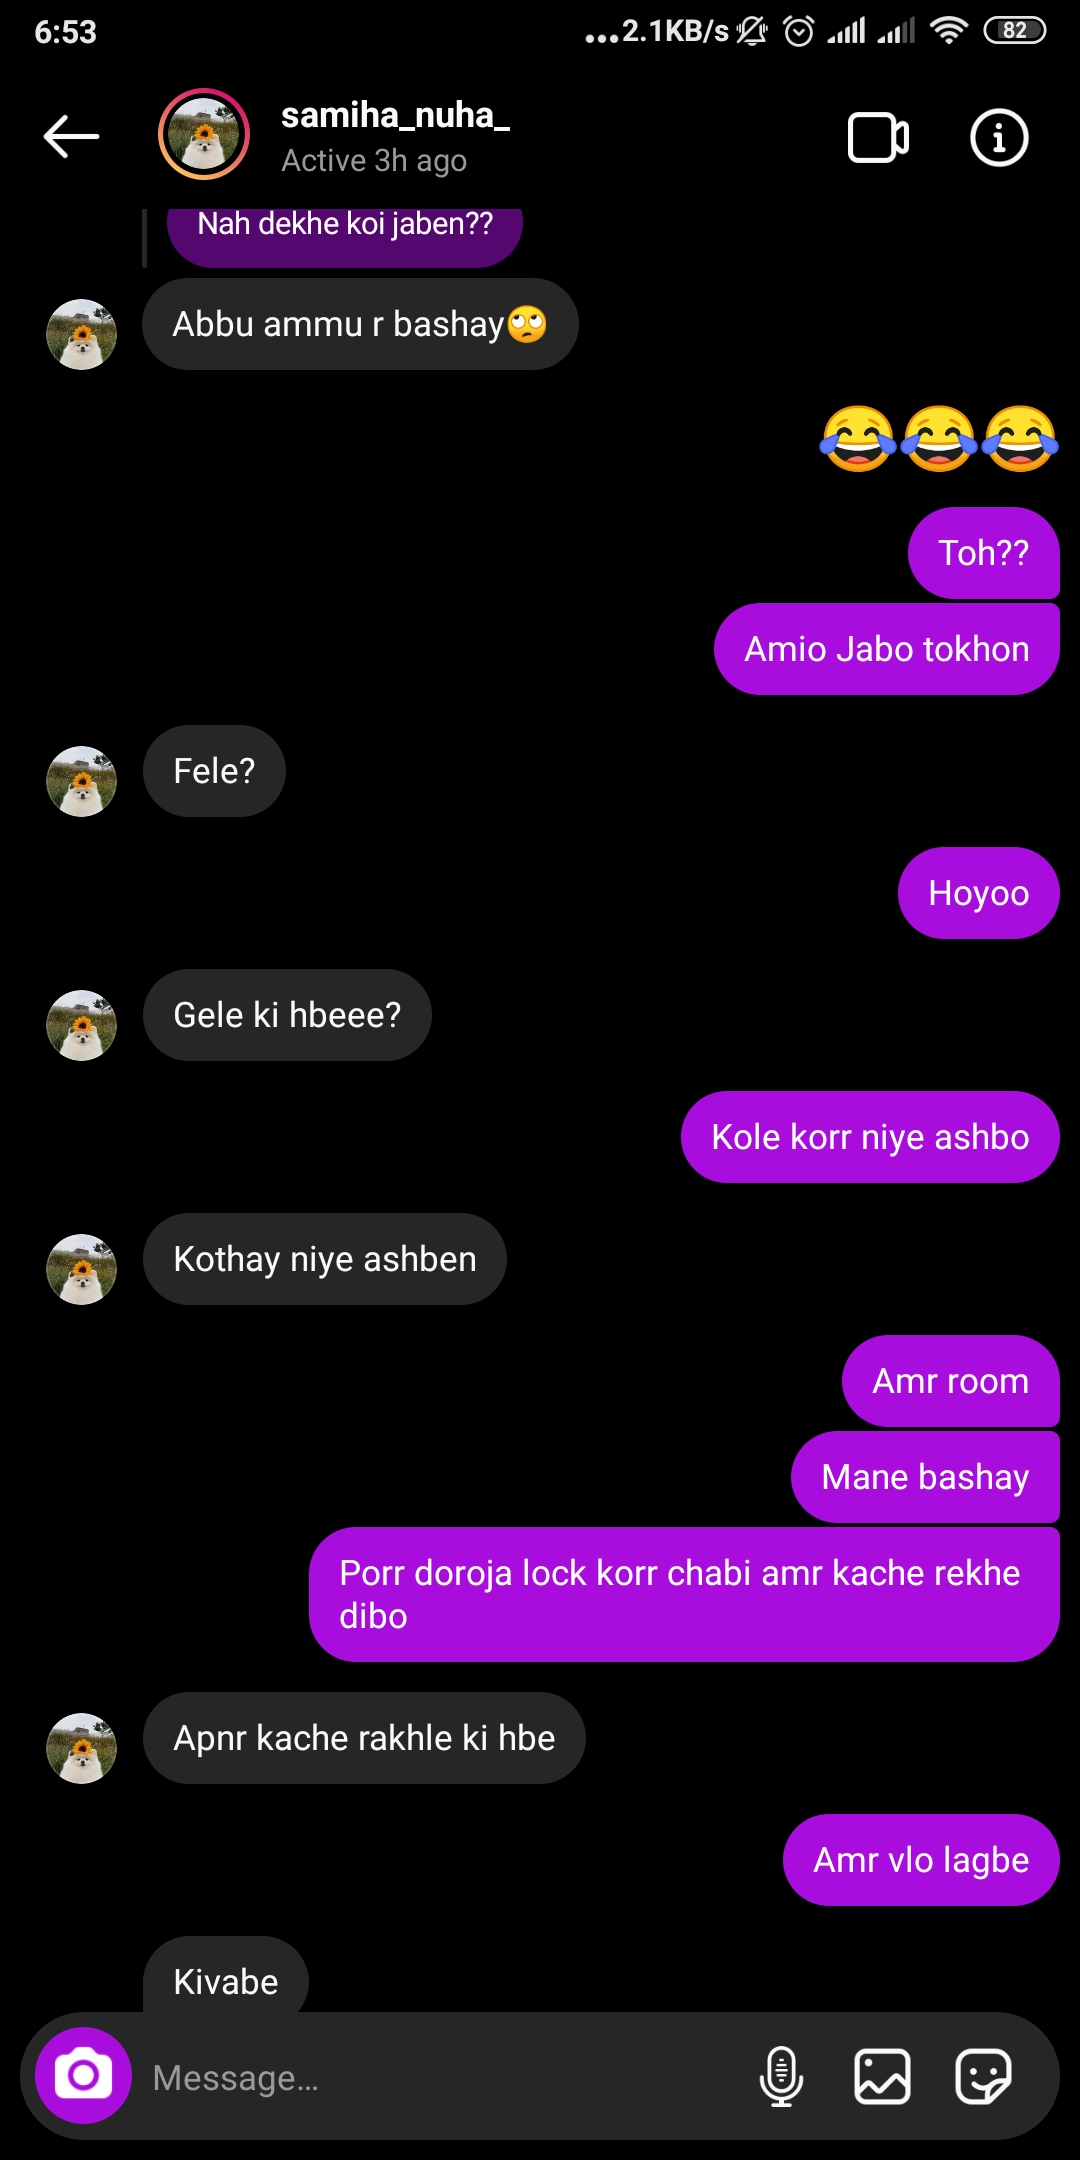 6:53
...2.1KB/s
82
samiha_nuha_
Active 3h ago
Nah dekhe koi jaben??
Abbu ammu r bashay🙄
😂😂😂
Toh??
Amio Jabo tokhon
Fele?
Hoyoo
Gele ki hbeee?
Kole korr niye ashbo
Kothay niye ashben
Amr room
Mane bashay
Porr doroja lock korr chabi amr kache rekhe
dibo
Apnr kache rakhle ki hbe
Amr vlo lagbe
Kivabe
Message...